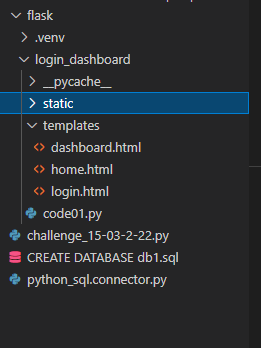 flask
.venv
login_dashboard
__pycache__
static
templates
dashboard.html
home.html
login.html
code01.py
challenge_15-03-2-22.py
CREATE DATABASE db1.sql
python_sql.connector.py